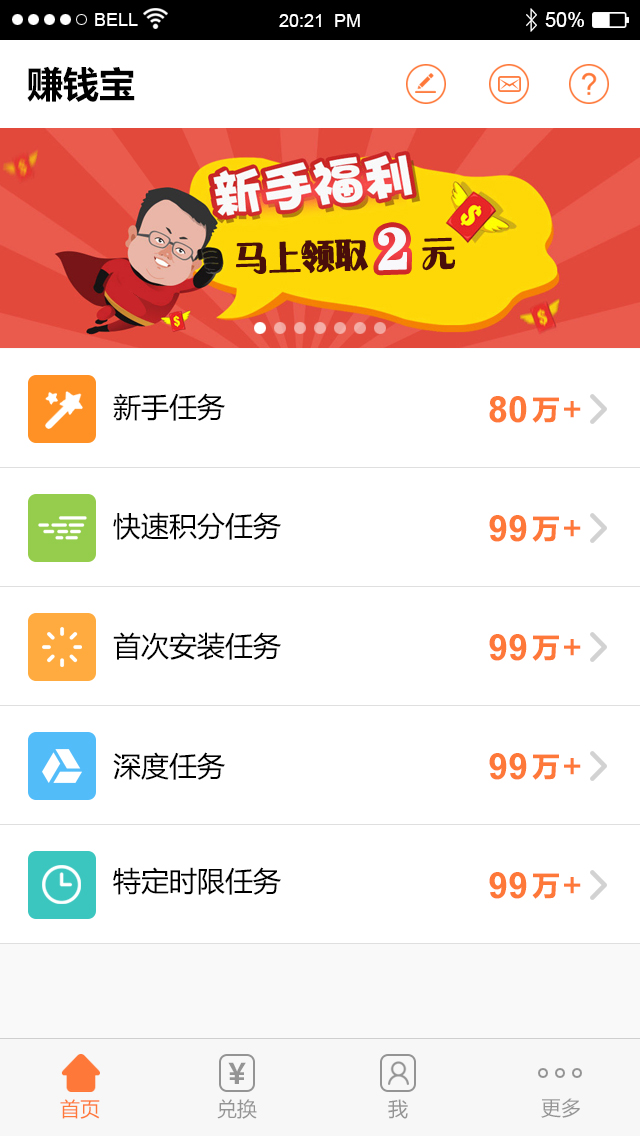 BELL 20:21 PM 50%
赚钱宝
新手福利
马上领取2元
新手任务 80万+
快速积分任务 99万+
首次安装任务 99万+
深度任务 99万+
特定时限任务 99万+
首页 兑换 我 更多